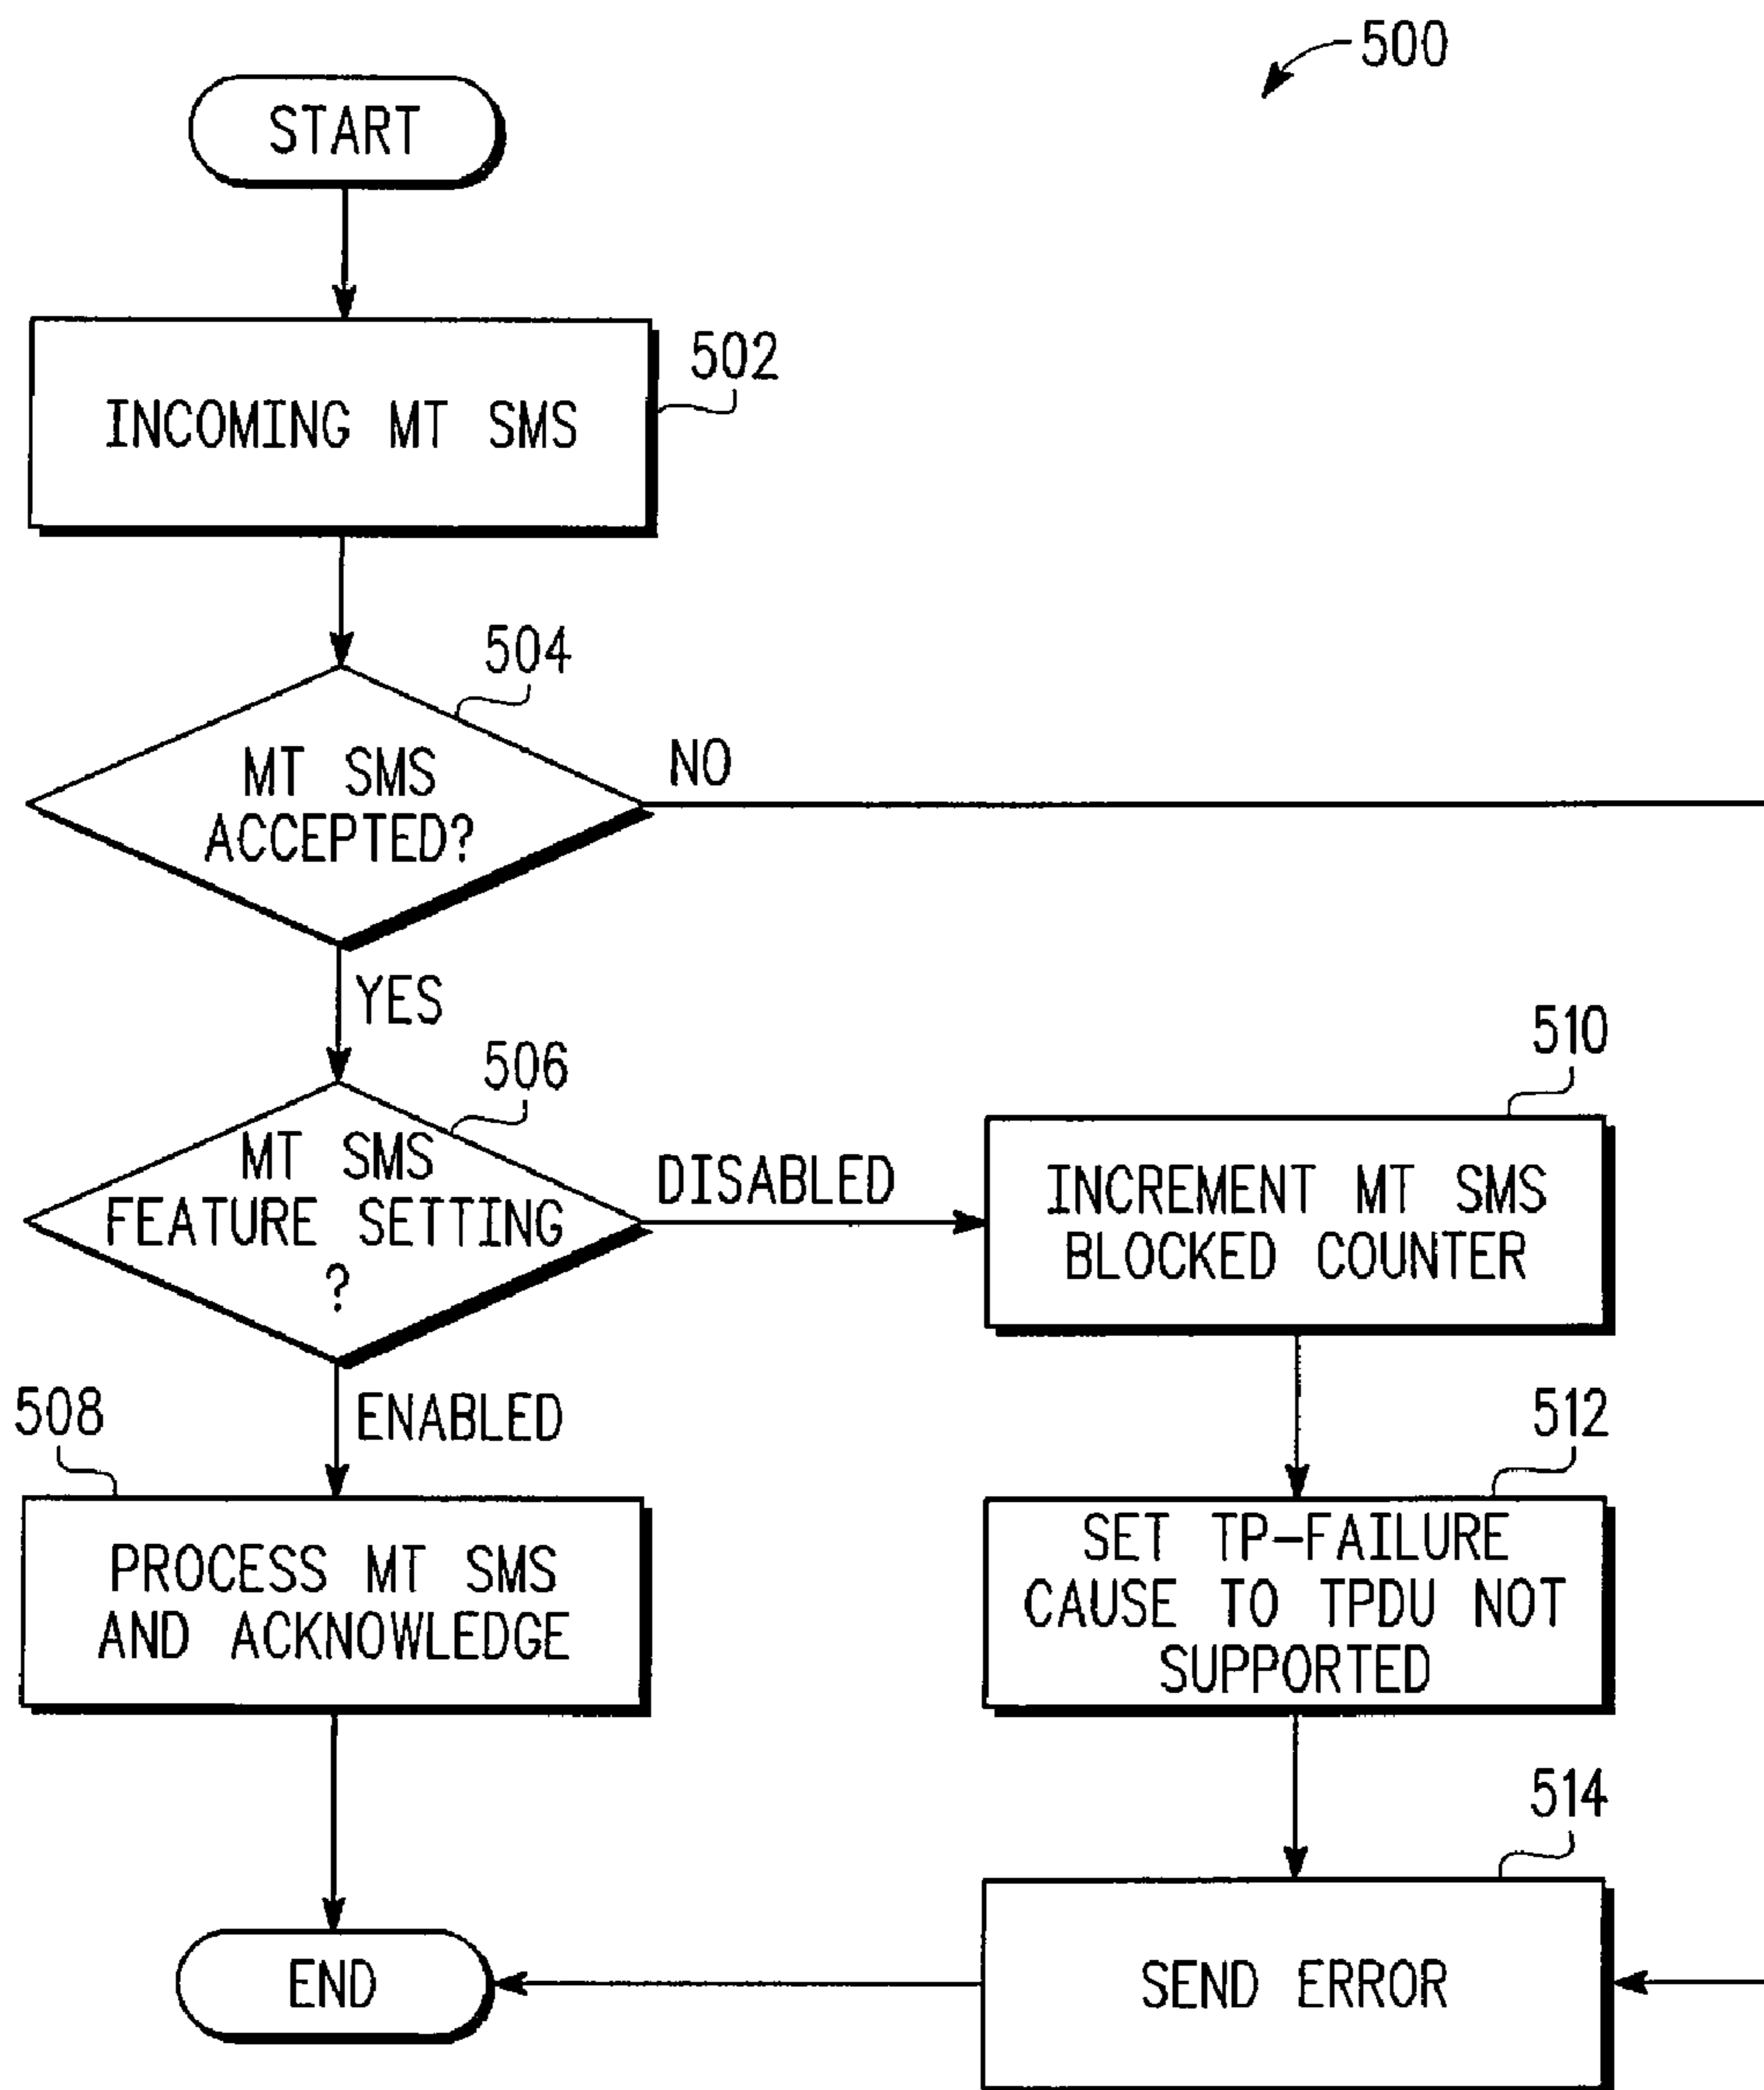 500
START
502
INCOMING MT SMS
504
MT SMS
ACCEPTED?
NO
YES
506
MT SMS
FEATURE SETTING
?
DISABLED
510
INCREMENT MT SMS
BLOCKED COUNTER
ENABLED
508
PROCESS MT SMS
AND ACKNOWLEDGE
512
SET TP-FAILURE
CAUSE TO TPDU NOT
SUPPORTED
514
SEND ERROR
END